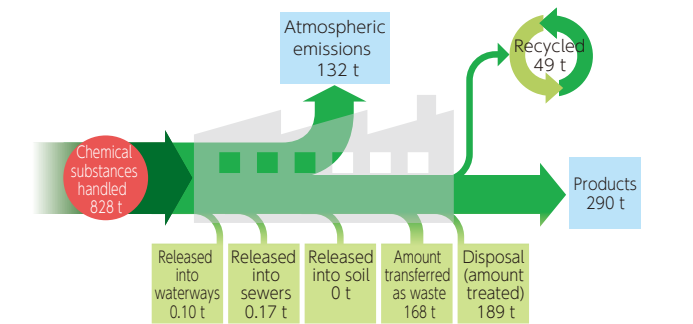 Atmospheric
emissions
132 t
Recycled
49 t
Chemical
substances
handled
828 t
Products
290 t
Released
into
waterways
0.10 t
Released
into
sewers
0.17 t
Released
into soil
0 t
Amount
transferred
as waste
168 t
Disposal
(amount
treated)
189 t